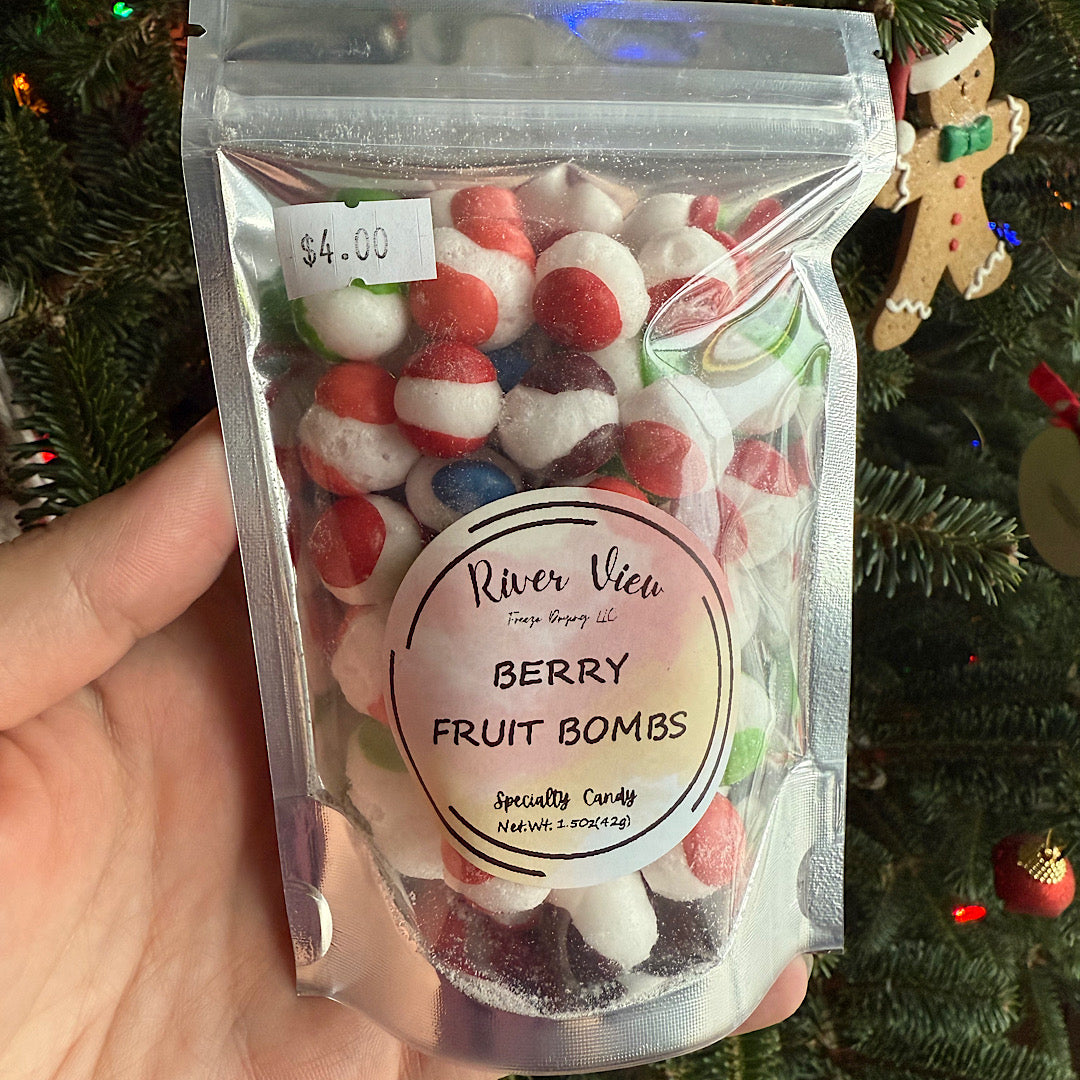 $4.00
River View
Freeze Drying LLC
BERRY
FRUIT BOMBS
Specialty Candy
Net.Wt. 1.5oz(42g)